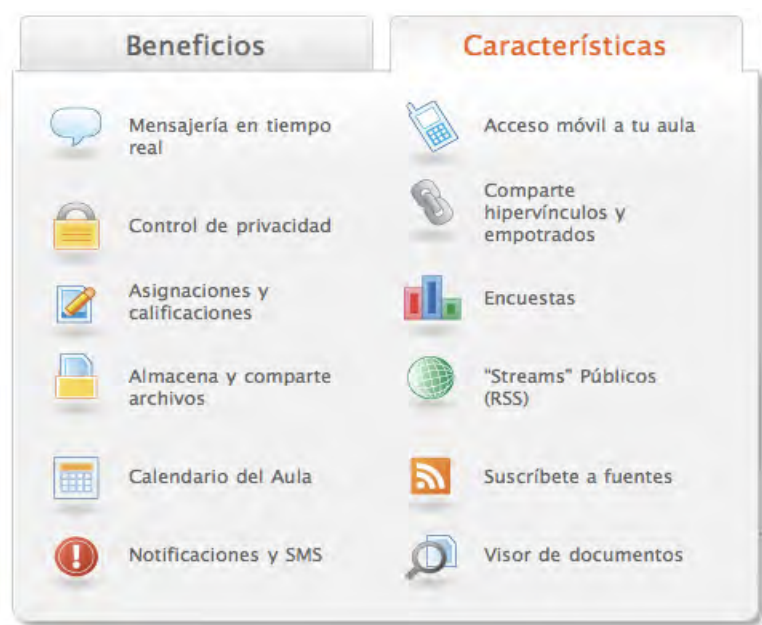 Beneficios
Características
Mensajería en tiempo
real
Acceso móvil a tu aula
Control de privacidad
Comparte
hipervínculos y
empotrados
Asignaciones y
calificaciones
Encuestas
Almacena y comparte
archivos
"Streams" Públicos
(RSS)
Calendario del Aula
Suscríbete a fuentes
Notificaciones y SMS
Visor de documentos